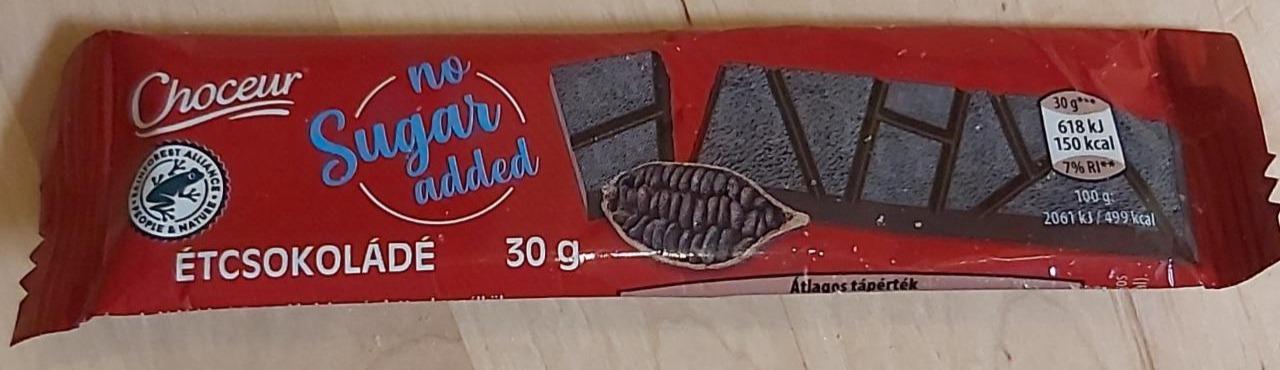 Choceur
no
Sugar
added
RAINFOREST ALLIANCE
PEOPLE & NATURE
ÉTCSOKOLÁDÉ
30 g
30 g***
618 kJ
150 kcal
7% RI**
100 g:
2061 kJ / 499 kcal
Átlagos tápérték